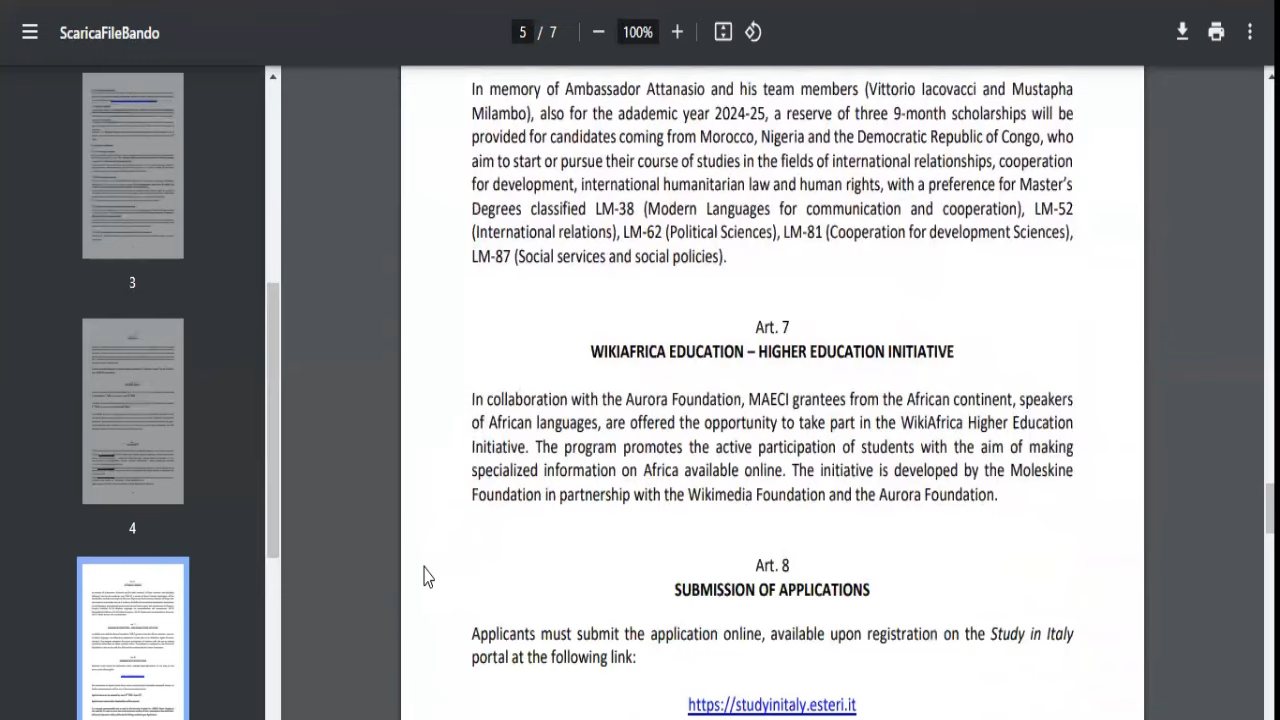 ScaricaFileBando
5 / 7
100%
3
4
In memory of Ambassador Attanasio and his team members (Vittorio Iacovacci and Mustapha
Milambo, also for the adademic year 2024-25, a reserve of three 9-month scholarships will be
provided for candidates coming from Morocco, Niger and the Democratic Republic of Congo, who
aim to start or pursue their course of studies in the field of international relationships, cooperation
for development, international humanitarian law and human rights, with a preference for Master's
Degrees classified LM-38 (Modern Languages for communication and cooperation), LM-52
(International relations), LM-62 (Political Sciences), LM-81 (Cooperation for development Sciences),
LM-87 (Social services and social policies).
Art. 7
WIKIAFRICA EDUCATION – HIGHER EDUCATION INITIATIVE
In collaboration with the Aurora Foundation, MAECI grantees from the African continent, speakers
of African languages, are offered the opportunity to take part in the WikiAfrica Higher Education
Initiative. The program promotes the active participation of students with the aim of making
specialized information on Africa available online. The initiative is developed by the Moleskine
Foundation in partnership with the Wikimedia Foundation and the Aurora Foundation.
Art. 8
SUBMISSION OF APPLICATIONS
Applicants must submit the application online, available after registration on the Study in Italy
portal at the following link:
https://studyinitaly.esteri.it